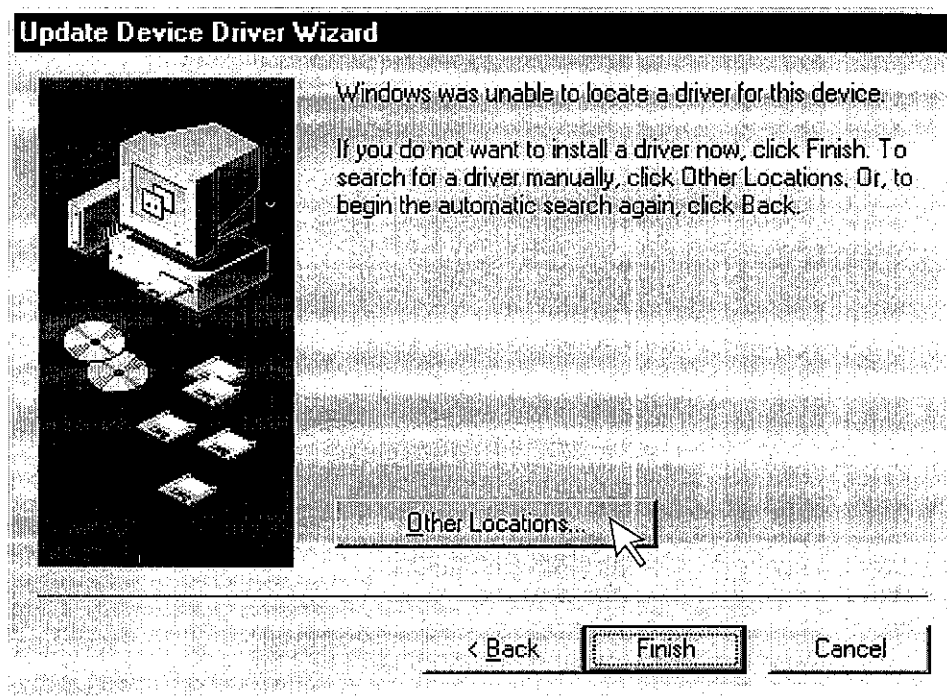 Update Device Driver Wizard
Windows was unable to locate a driver for this device.
If you do not want to install a driver now, click Finish. To
search for a driver manually, click Other Locations. Or, to
begin the automatic search again, click Back.
Other Locations...
< Back
Finish
Cancel